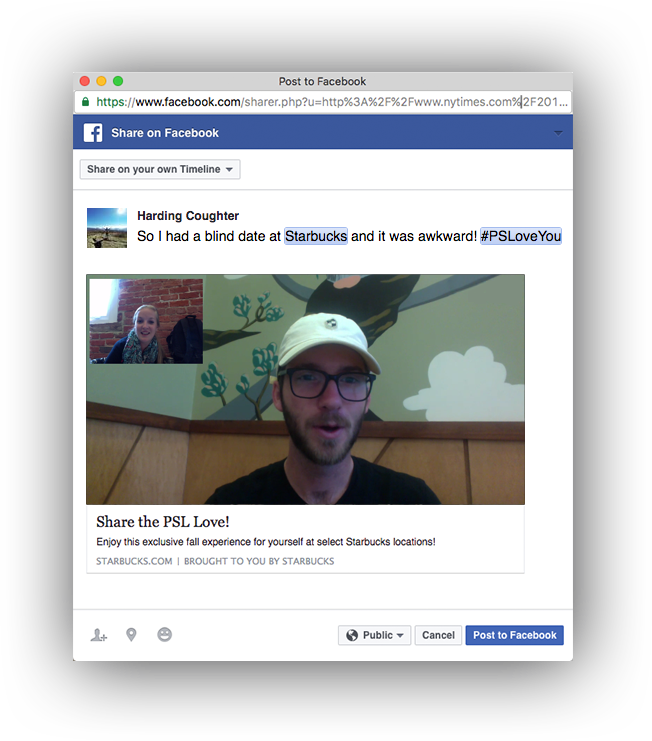 Post to Facebook
https://www.facebook.com/sharer.php?u=http%3A%2F%2Fwww.nytimes.com%2F201...
Share on Facebook
Share on your own Timeline
Harding Coughter
So I had a blind date at Starbucks and it was awkward! #PSLoveYou
Share the PSL Love!
Enjoy this exclusive fall experience for yourself at select Starbucks locations!
STARBUCKS.COM | BROUGHT TO YOU BY STARBUCKS
Public Cancel Post to Facebook